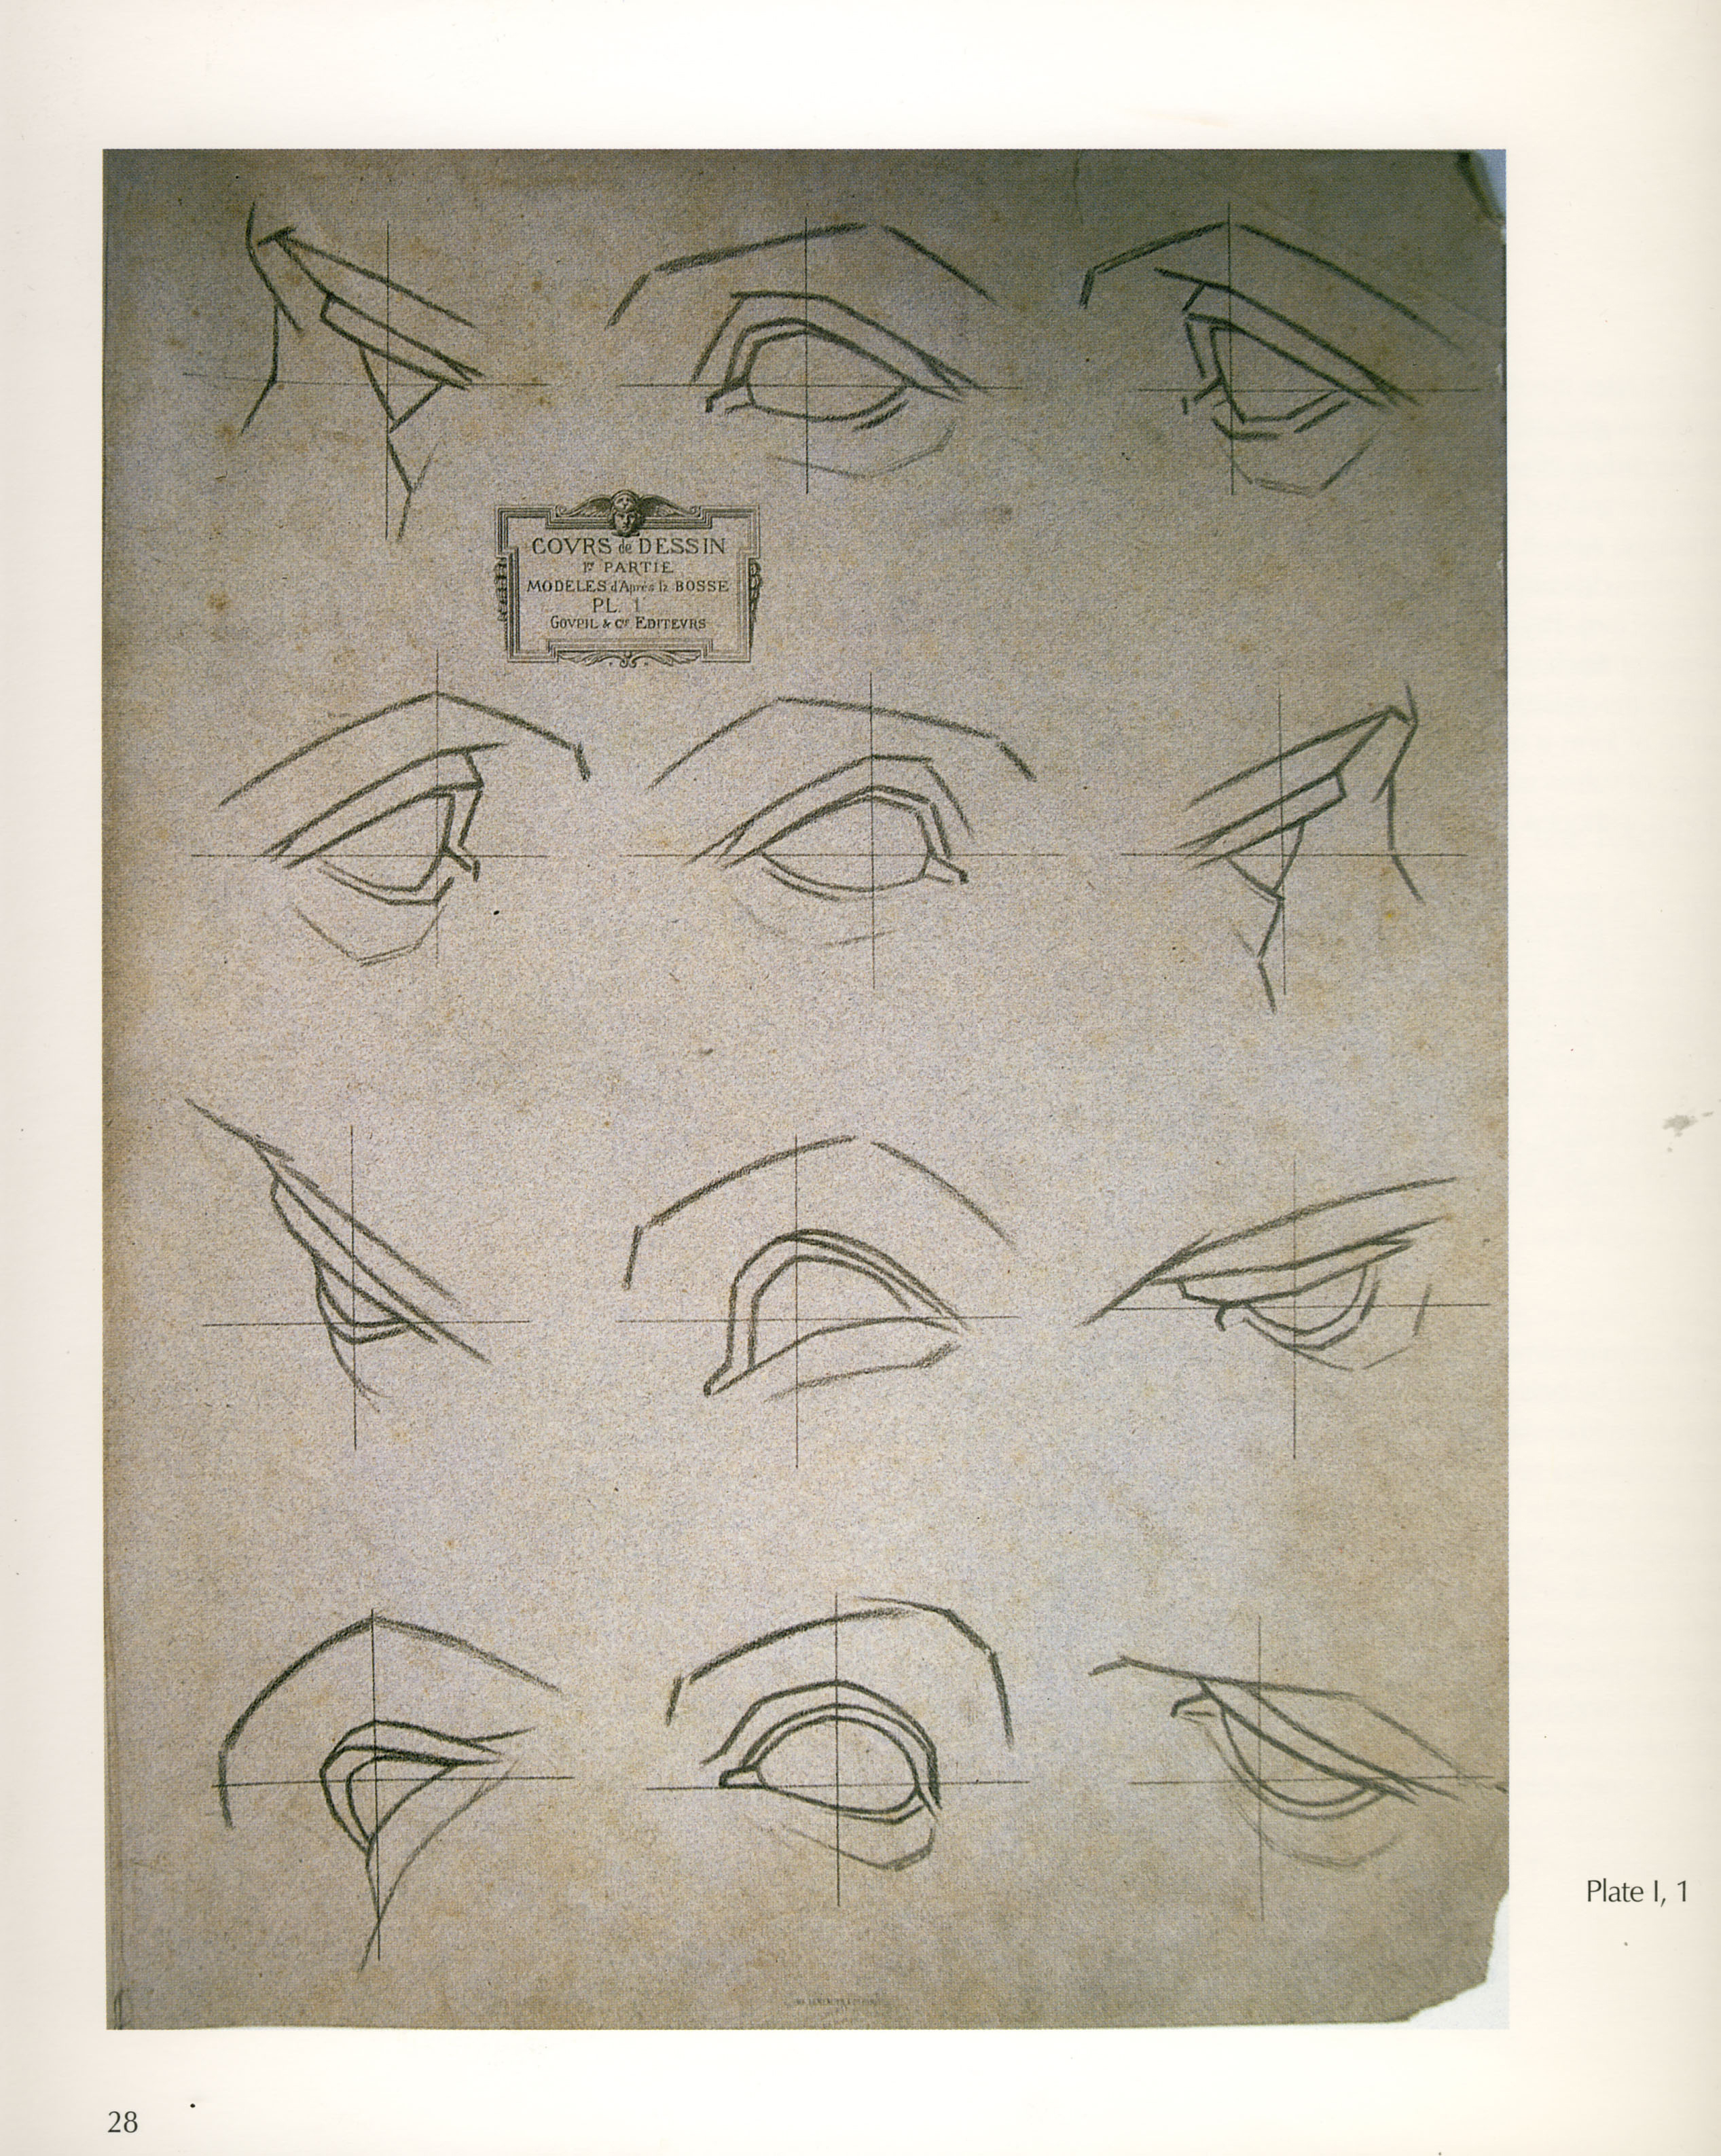 COVRS de DESSIN
1re PARTIE
MODELES d'Après la BOSSE
PL. 1
GOVPIL & Cie EDITEVRS
Plate I, 1
28